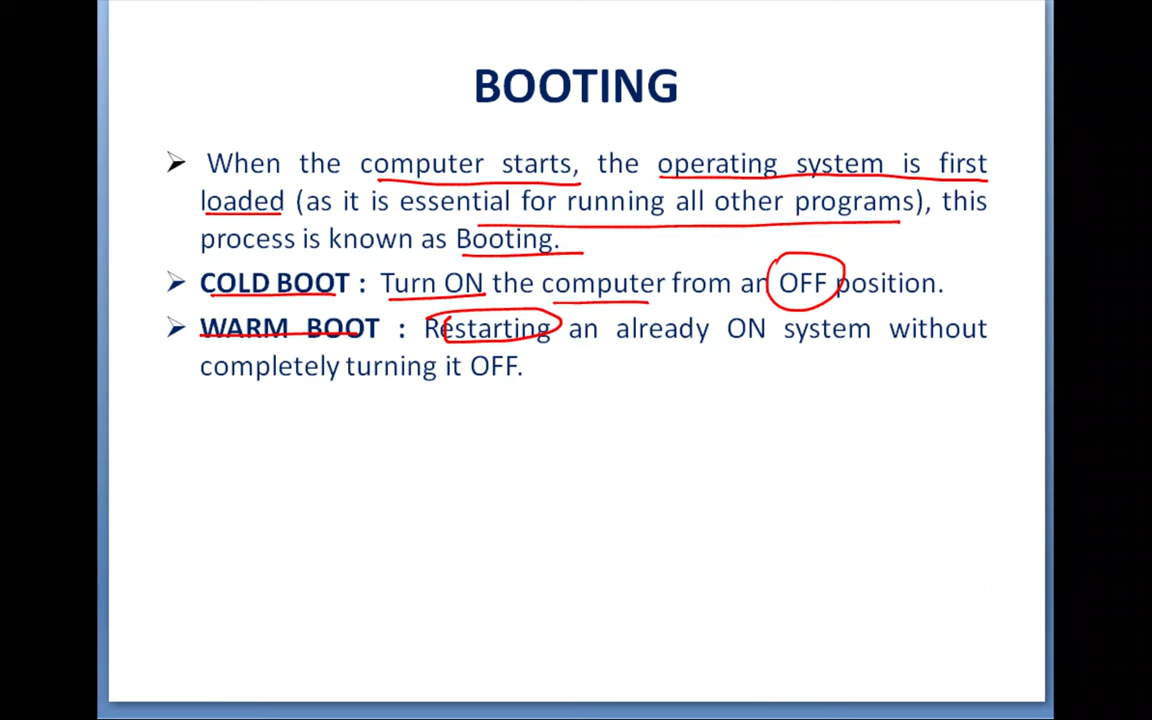 BOOTING
➢ When the computer starts, the operating system is first
loaded (as it is essential for running all other programs), this
process is known as Booting.
➢ COLD BOOT : Turn ON the computer from an OFF position.
➢ WARM BOOT : Restarting an already ON system without
completely turning it OFF.